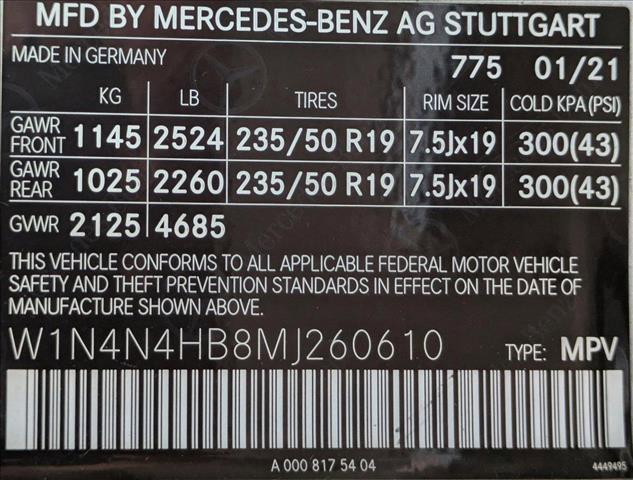 MFD BY MERCEDES-BENZ AG STUTTGART
MADE IN GERMANY 775 01/21
KG LB TIRES RIM SIZE COLD KPA(PSI)
GAWR FRONT 1145 2524 235/50 R19 7.5Jx19 300(43)
GAWR REAR 1025 2260 235/50 R19 7.5Jx19 300(43)
GVWR 2125 4685
THIS VEHICLE CONFORMS TO ALL APPLICABLE FEDERAL MOTOR VEHICLE
SAFETY AND THEFT PREVENTION STANDARDS IN EFFECT ON THE DATE OF
MANUFACTURE SHOWN ABOVE.
W1N4N4HB8MJ260610 TYPE: MPV
A 000 817 54 04 4449495